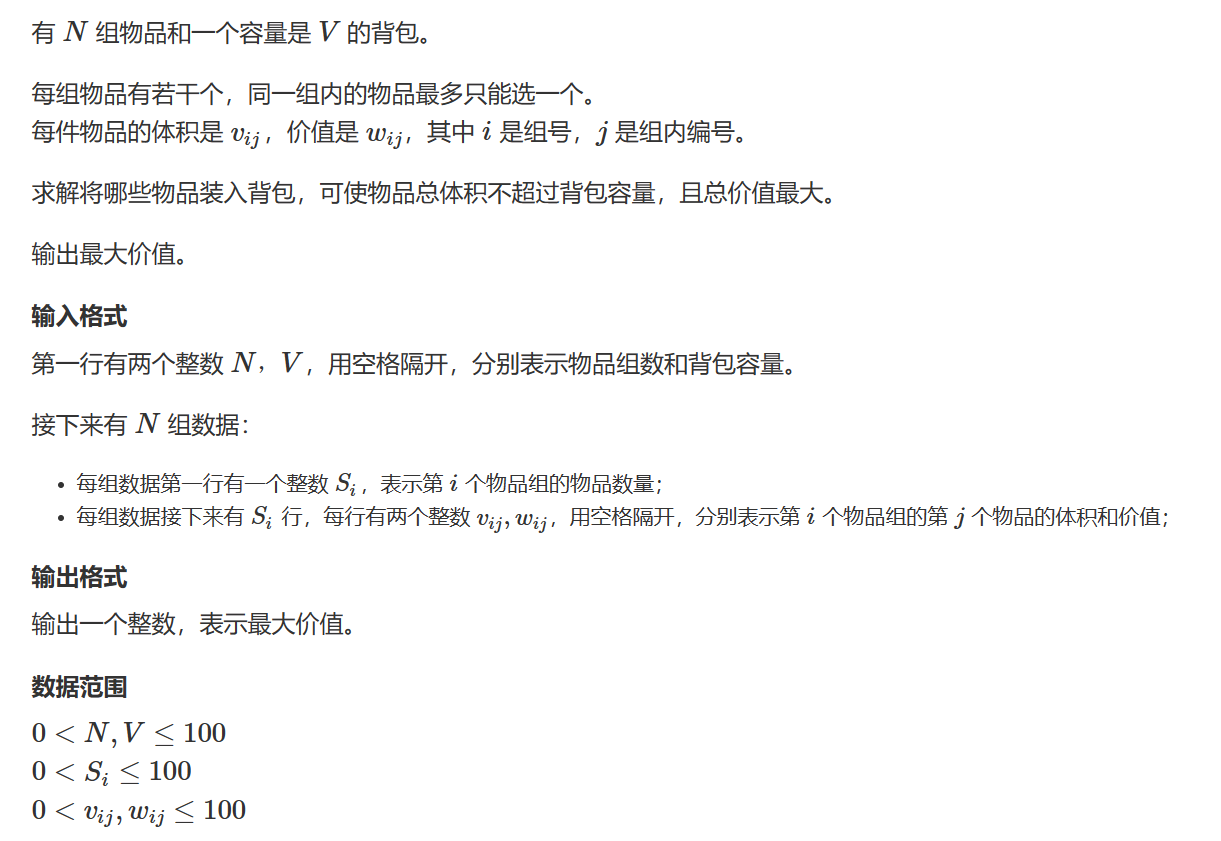 有 N 组物品和一个容量是 V 的背包。
每组物品有若干个，同一组内的物品最多只能选一个。
每件物品的体积是 v_{ij}，价值是 w_{ij}，其中 i 是组号，j 是组内编号。
求解将哪些物品装入背包，可使物品总体积不超过背包容量，且总价值最大。
输出最大价值。
输入格式
第一行有两个整数 N，V，用空格隔开，分别表示物品组数和背包容量。
接下来有 N 组数据：
• 每组数据第一行有一个整数 S_i，表示第 i 个物品组的物品数量；
• 每组数据接下来有 S_i 行，每行有两个整数 v_{ij}, w_{ij}，用空格隔开，分别表示第 i 个物品组的第 j 个物品的体积和价值；
输出格式
输出一个整数，表示最大价值。
数据范围
0 < N, V ≤ 100
0 < S_i ≤ 100
0 < v_{ij}, w_{ij} ≤ 100